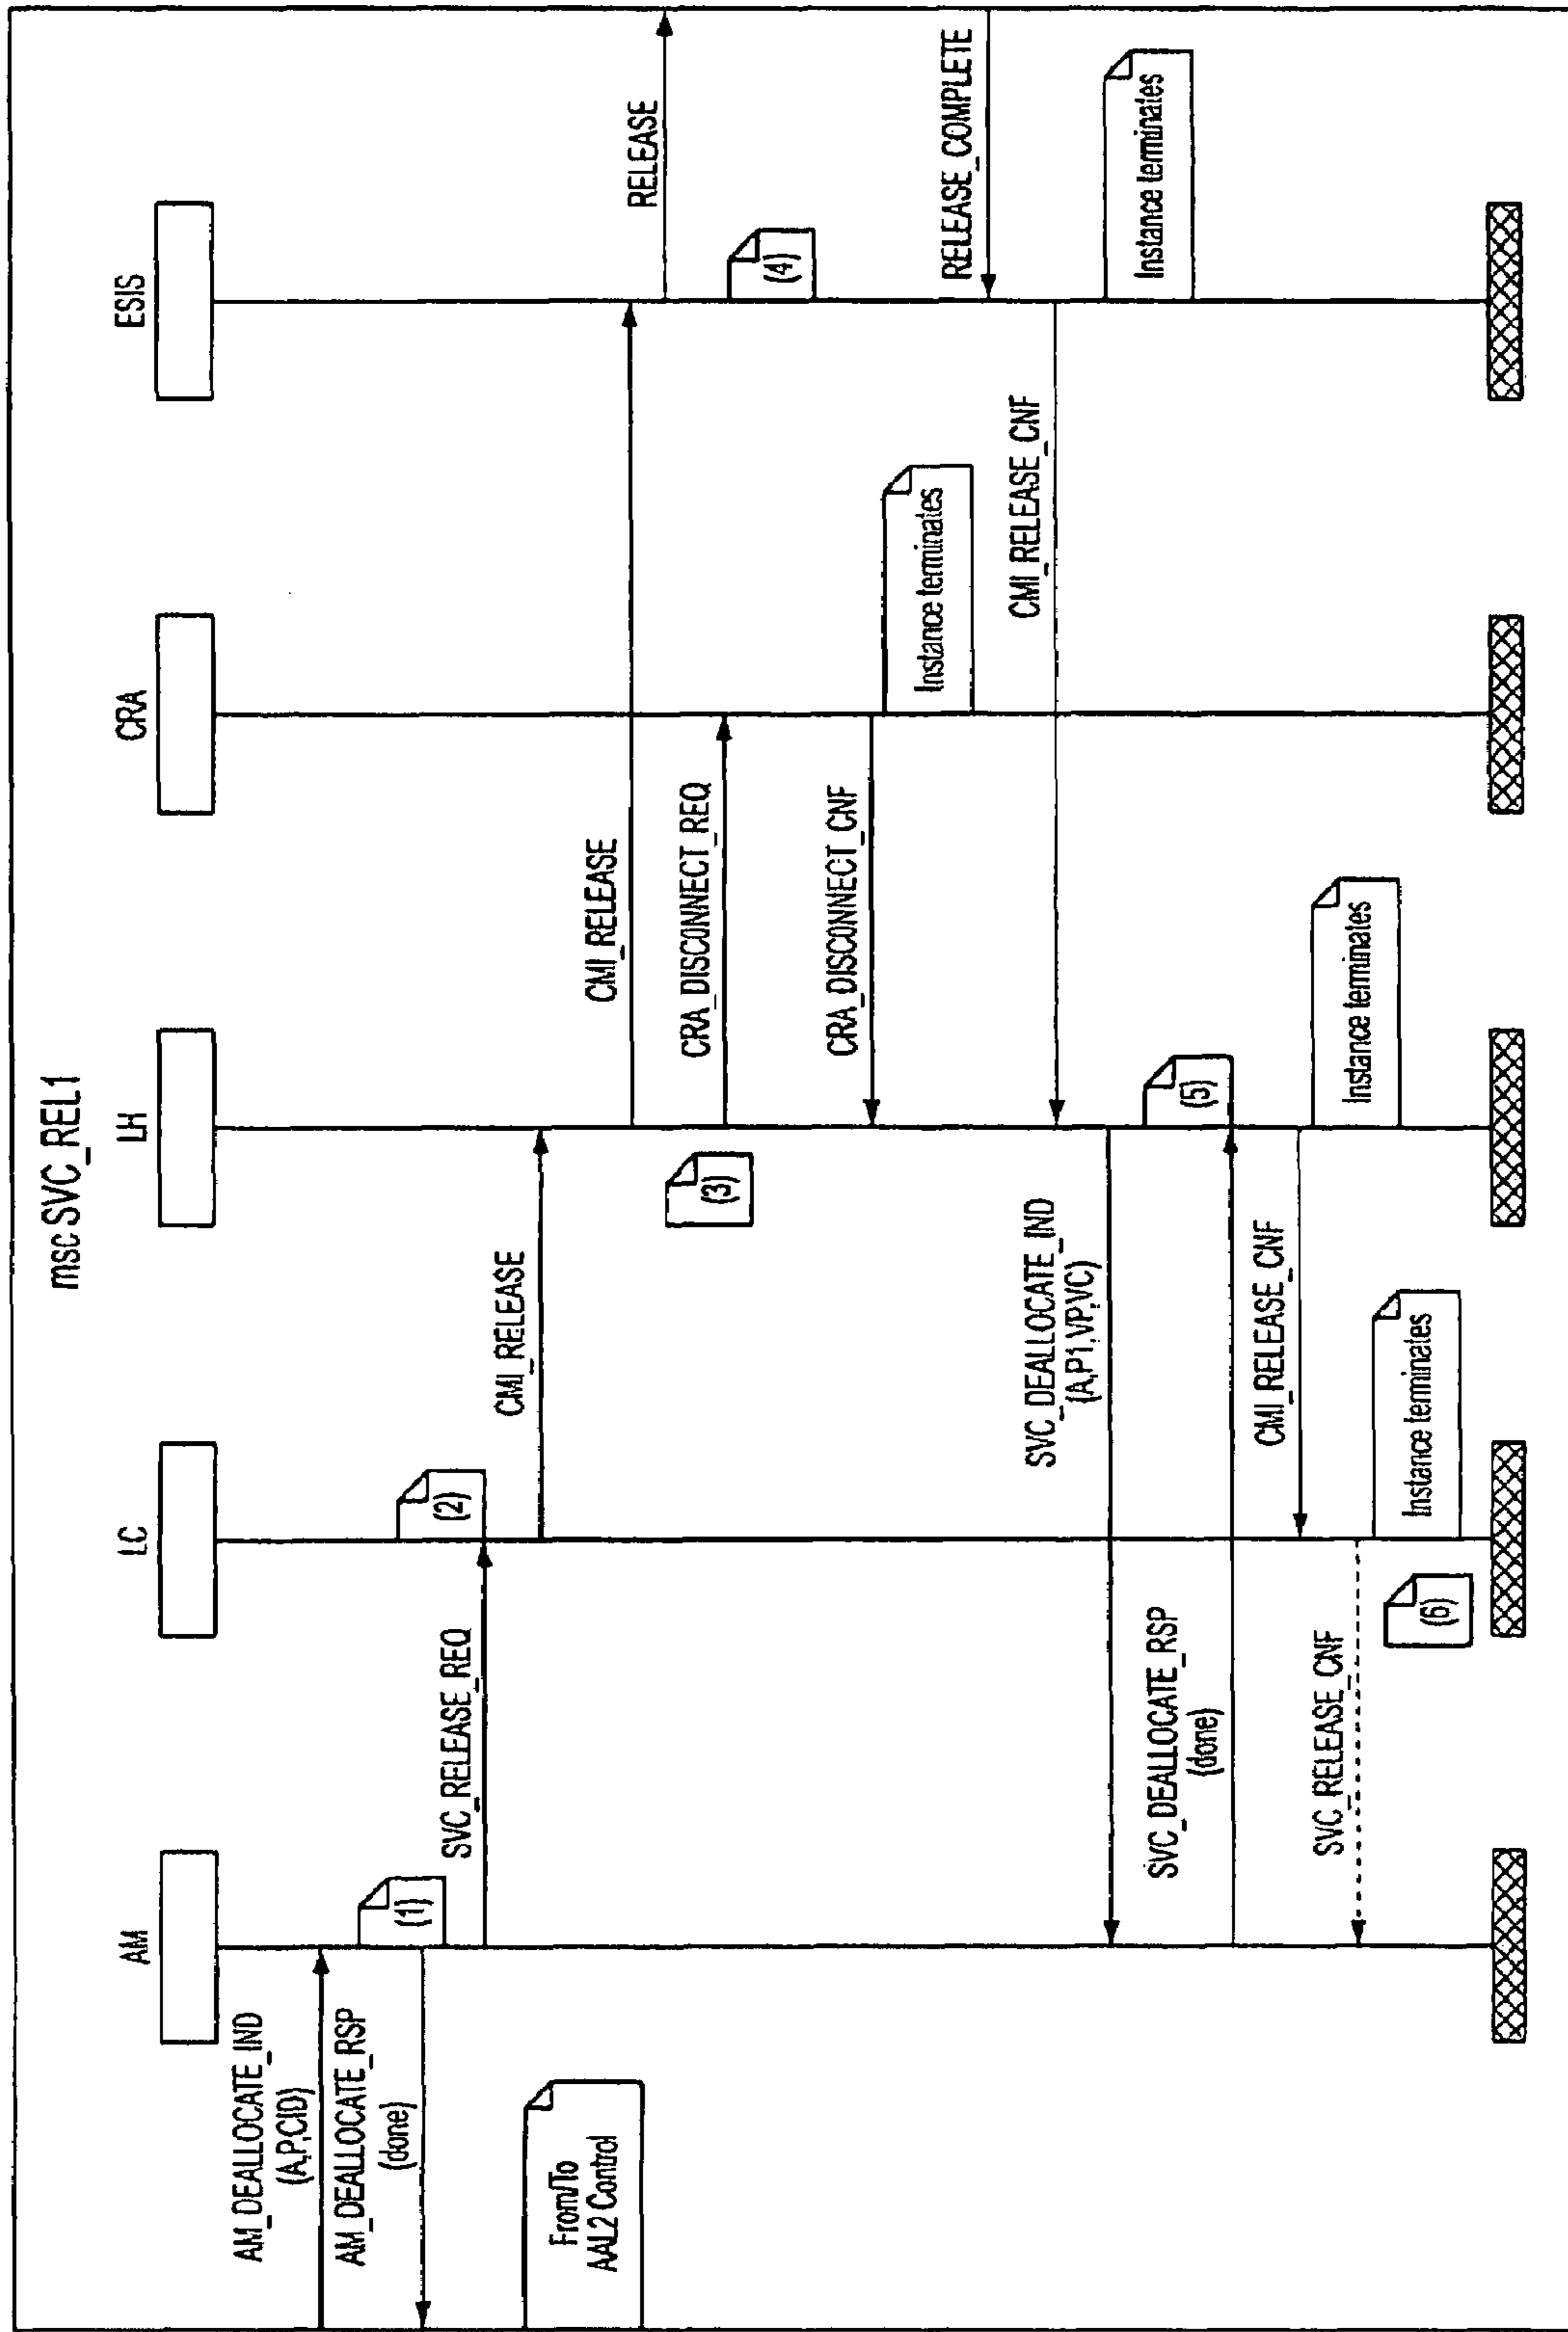 msc SVC_REL1
AM
LC
LH
CRA
ESIS
AM_DEALLOCATE_IND
(A,P,CID)
AM_DEALLOCATE_RSP
(done)
(1)
From/To
AAL2 Control
SVC_RELEASE_REQ
(2)
CMI_RELEASE
CMI_RELEASE
RELEASE
(3)
CRA_DISCONNECT_REQ
(4)
CRA_DISCONNECT_CNF
Instance terminates
RELEASE_COMPLETE
CMI_RELEASE_CNF
SVC_DEALLOCATE_IND
(A,P1,VP,VC)
Instance terminates
(5)
SVC_DEALLOCATE_RSP
(done)
CMI_RELEASE_CNF
Instance terminates
SVC_RELEASE_CNF
Instance terminates
(6)